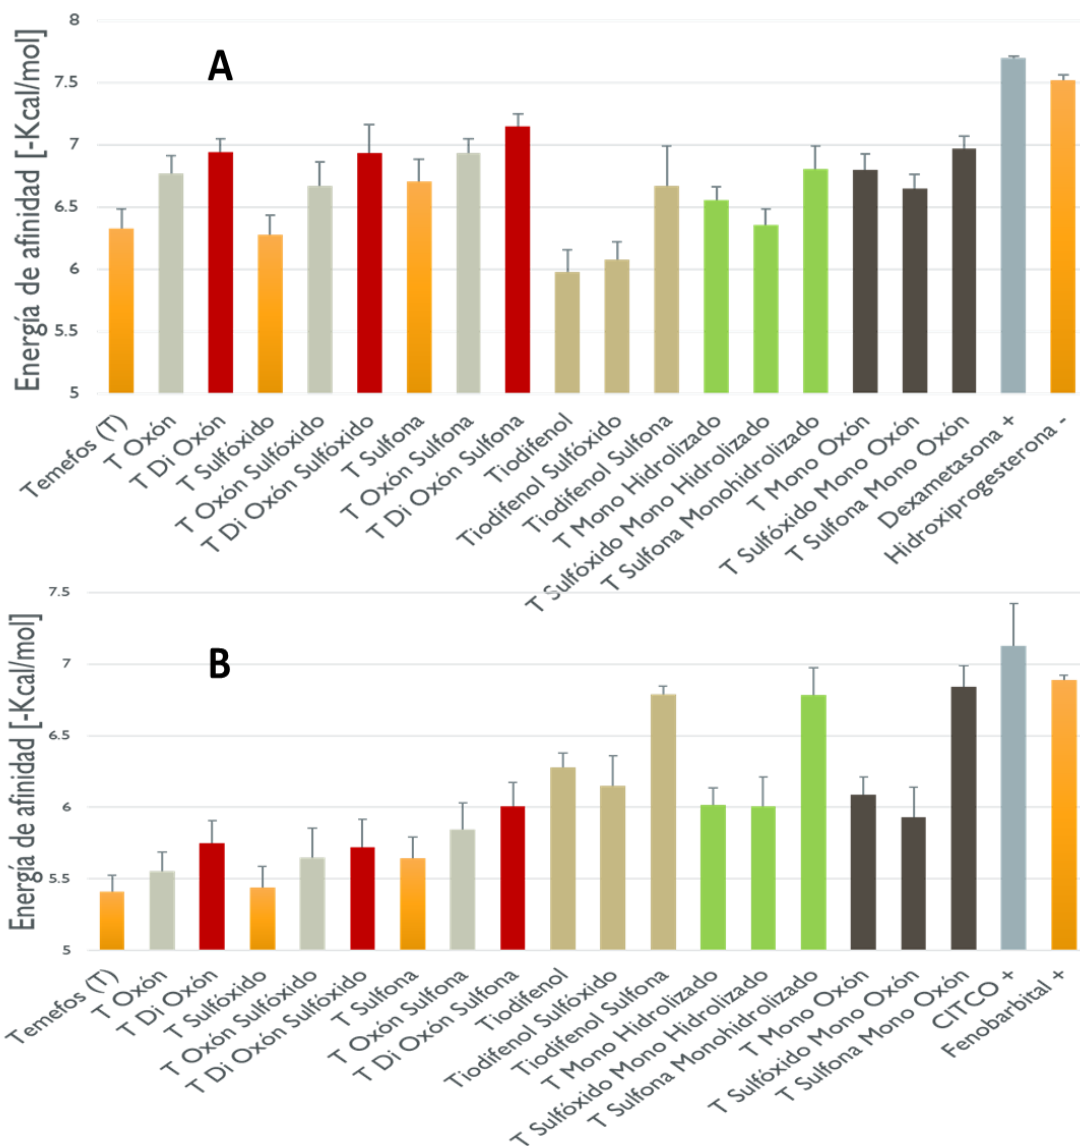 A
Energía de afinidad [-Kcal/mol]
8
7.5
7
6.5
6
5.5
5
Temefos (T)
T Oxón
T Di Oxón
T Sulfóxido
T Oxón Sulfóxido
T Di Oxón Sulfóxido
T Sulfona
T Oxón Sulfona
T Di Oxón Sulfona
Tiodifenol
Tiodifenol Sulfóxido
Tiodifenol Sulfona
T Mono Hidrolizado
T Sulfóxido Mono Hidrolizado
T Sulfona Monohidrolizado
T Mono Oxón
T Sulfóxido Mono Oxón
T Sulfona Mono Oxón
Dexametasona +
Hidroxiprogesterona -
B
Energía de afinidad [-Kcal/mol]
7.5
7
6.5
6
5.5
5
Temefos (T)
T Oxón
T Di Oxón
T Sulfóxido
T Oxón Sulfóxido
T Di Oxón Sulfóxido
T Sulfona
T Oxón Sulfona
T Di Oxón Sulfona
Tiodifenol
Tiodifenol Sulfóxido
Tiodifenol Sulfona
T Mono Hidrolizado
T Sulfóxido Mono Hidrolizado
T Sulfona Monohidrolizado
T Mono Oxón
T Sulfóxido Mono Oxón
T Sulfona Mono Oxón
CITCO +
Fenobarbital +